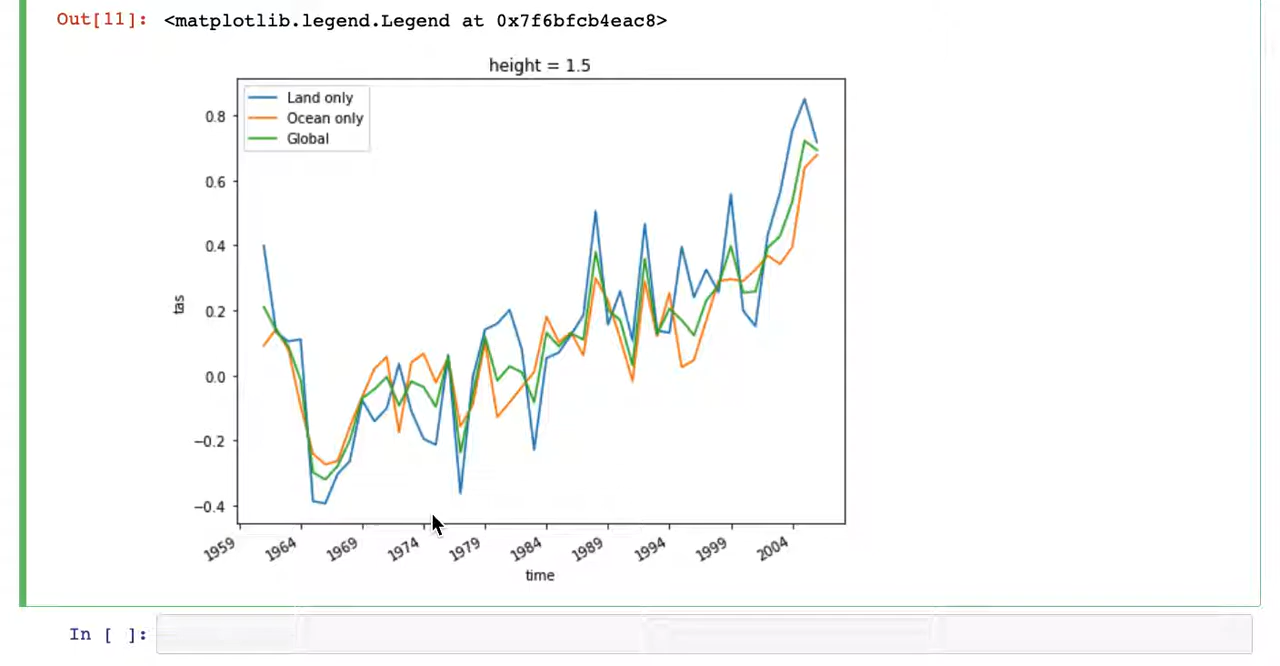 Out[11]: <matplotlib.legend.Legend at 0x7f6bfcb4eac8>
height = 1.5
Land only
Ocean only
Global
0.8
0.6
0.4
0.2
0.0
−0.2
−0.4
tas
1959 1964 1969 1974 1979 1984 1989 1994 1999 2004
time
In [ ]: